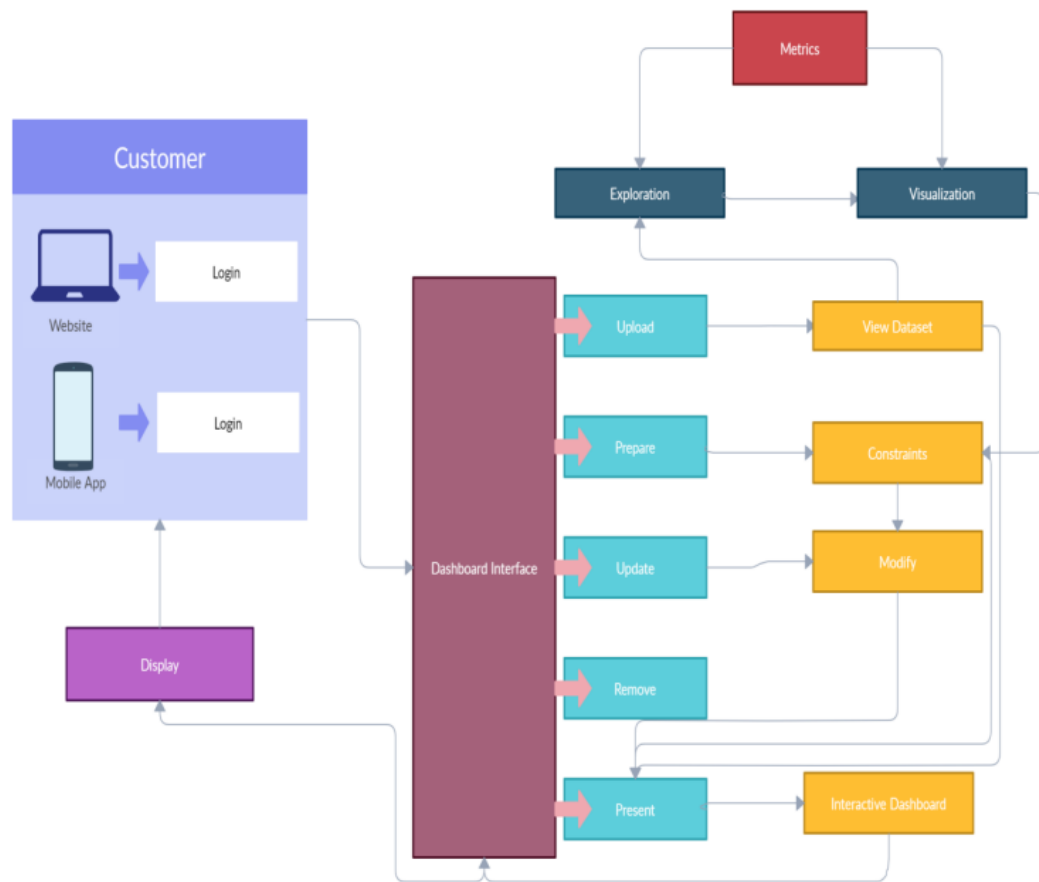 Metrics
Customer
Exploration
Visualization
Login
Website
Upload
View Dataset
Login
Mobile App
Prepare
Constraints
Dashboard Interface
Update
Modify
Display
Remove
Present
Interactive Dashboard